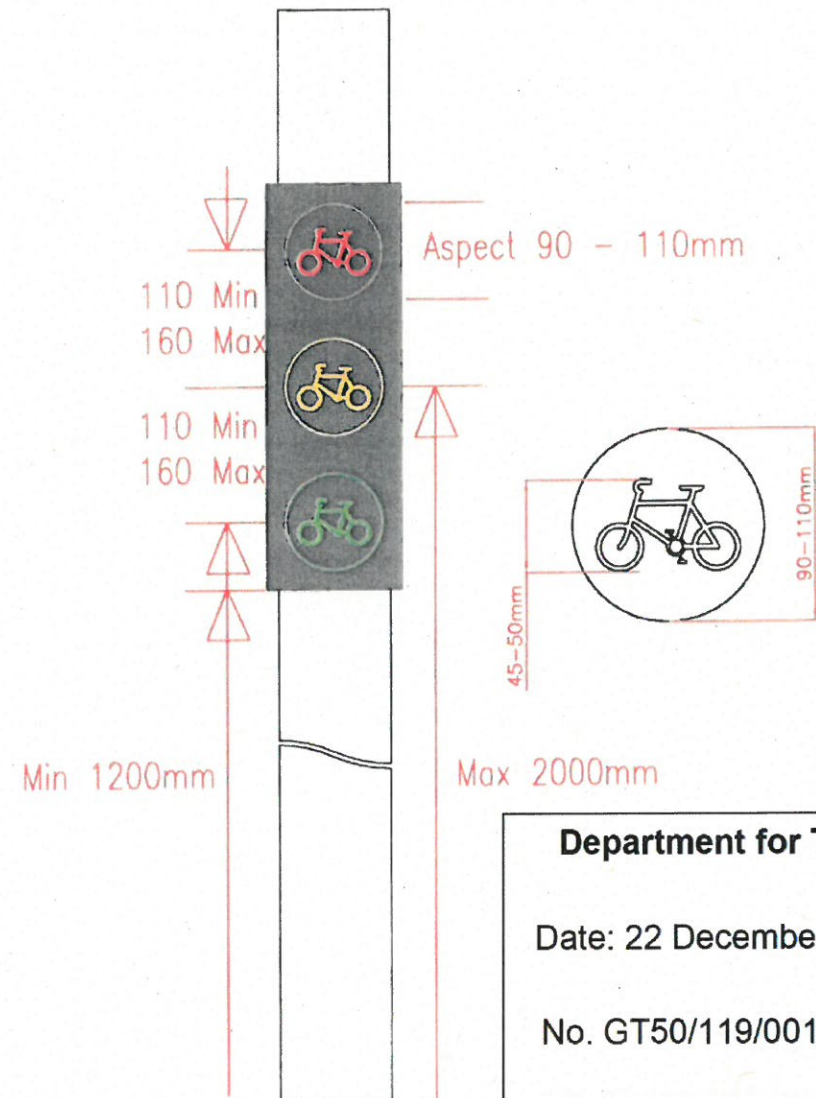 Aspect 90 - 110mm
110 Min
160 Max
110 Min
160 Max
45-50mm
90-110mm
Min 1200mm
Max 2000mm
Department for
Date: 22 Decembe
No. GT50/119/001